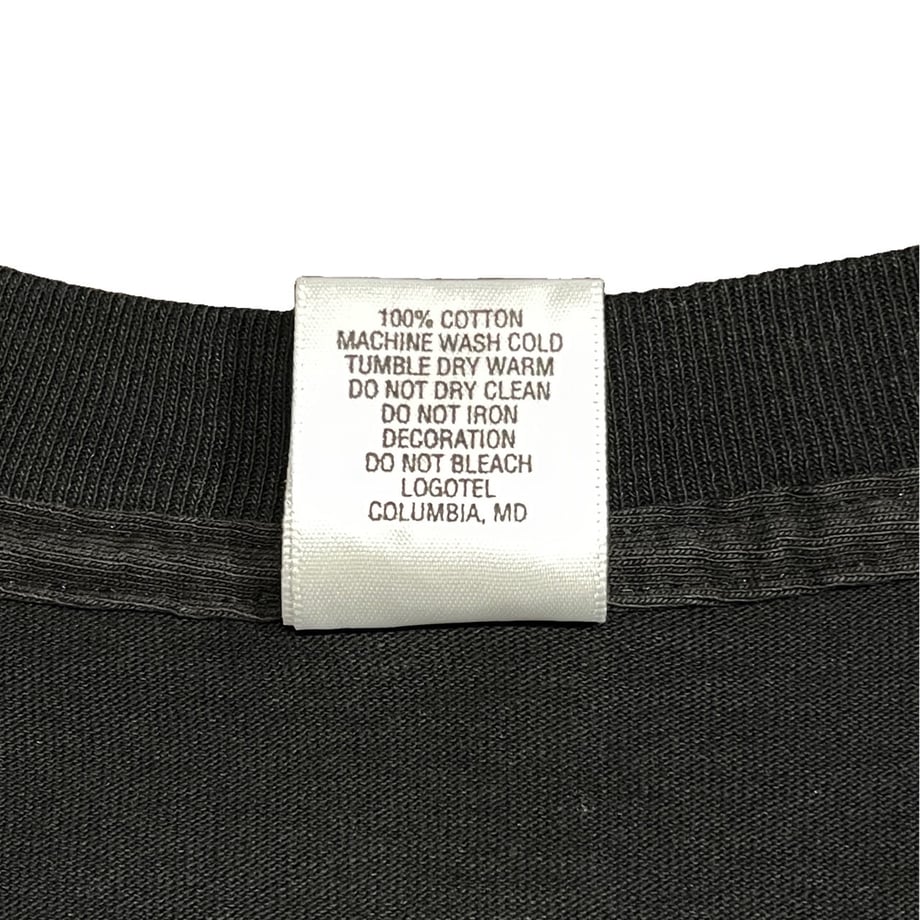 100% COTTON
MACHINE WASH COLD
TUMBLE DRY WARM
DO NOT DRY CLEAN
DO NOT IRON
DECORATION
DO NOT BLEACH
LOGOTEL
COLUMBIA, MD